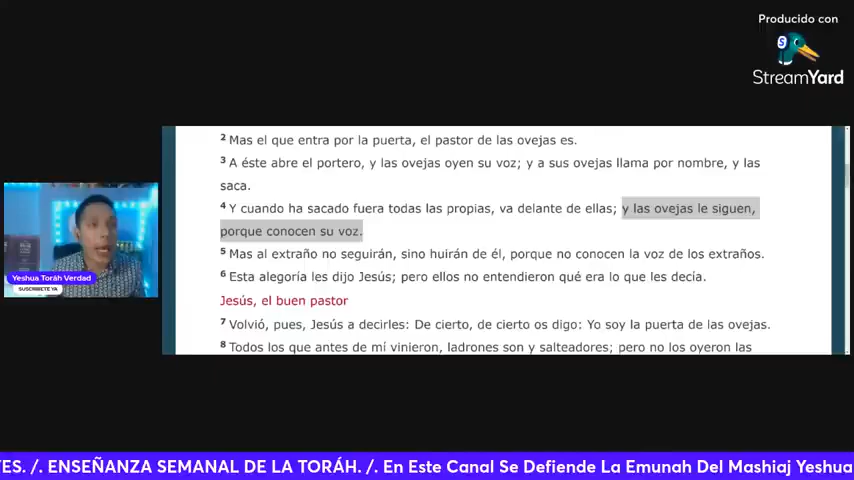 Producido con
StreamYard
2 Mas el que entra por la puerta, el pastor de las ovejas es.
3 A éste abre el portero, y las ovejas oyen su voz; y a sus ovejas llama por nombre, y las
saca.
4 Y cuando ha sacado fuera todas las propias, va delante de ellas; y las ovejas le siguen,
porque conocen su voz.
5 Mas al extraño no seguirán, sino huirán de él, porque no conocen la voz de los extraños.
6 Esta alegoría les dijo Jesús; pero ellos no entendieron qué era lo que les decía.
Jesús, el buen pastor
7 Volvió, pues, Jesús a decirles: De cierto, de cierto os digo: Yo soy la puerta de las ovejas.
8 Todos los que antes de mí vinieron, ladrones son y salteadores; pero no los oyeron las
Yeshua Toráh Verdad
SUSCRIBETE YA
YES. /. ENSEÑANZA SEMANAL DE LA TORÁH. /. En Este Canal Se Defiende La Emunah Del Mashiaj Yeshua